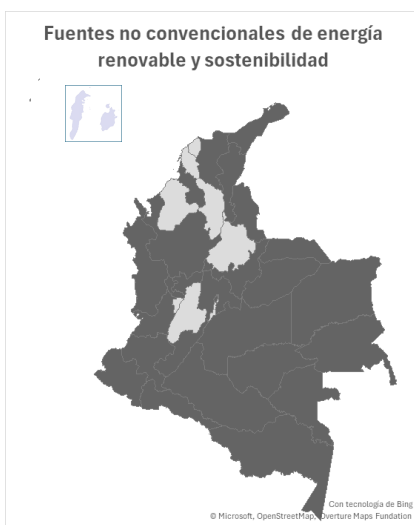 Fuentes no convencionales de energía
renovable y sostenibilidad
Con tecnología de Bing
© Microsoft, OpenStreetMap, Overture Maps Fundation